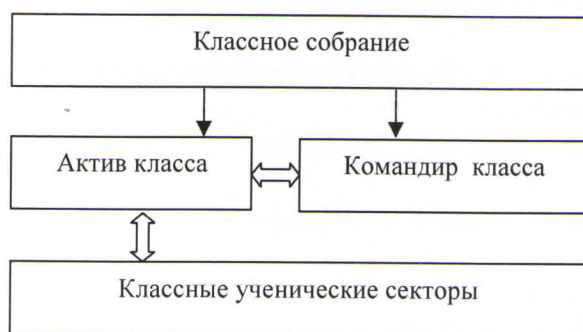 Классное собрание
Актив класса
Командир класса
Классные ученические секторы